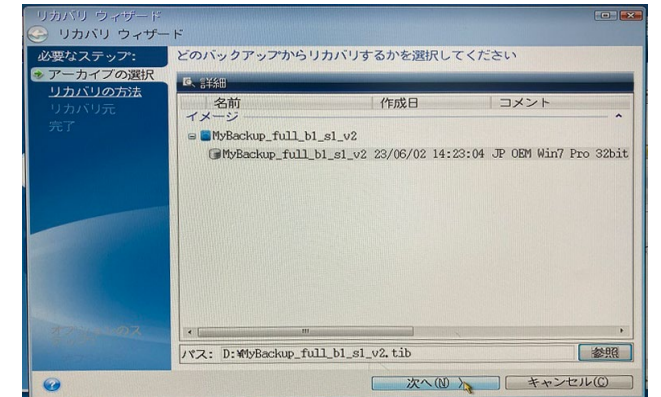 リカバリ ウィザード
リカバリ ウィザード
必要なステップ:
どのバックアップからリカバリするかを選択してください
アーカイブの選択
リカバリの方法
リカバリ元
完了
詳細
名前 作成日 コメント
イメージ
MyBackup_full_b1_s1_v2
MyBackup_full_b1_s1_v2 23/06/02 14:23:04 JP OEM Win7 Pro 32bit
パス: D:¥MyBackup_full_b1_s1_v2.tib 参照
次へ(N) キャンセル(C)